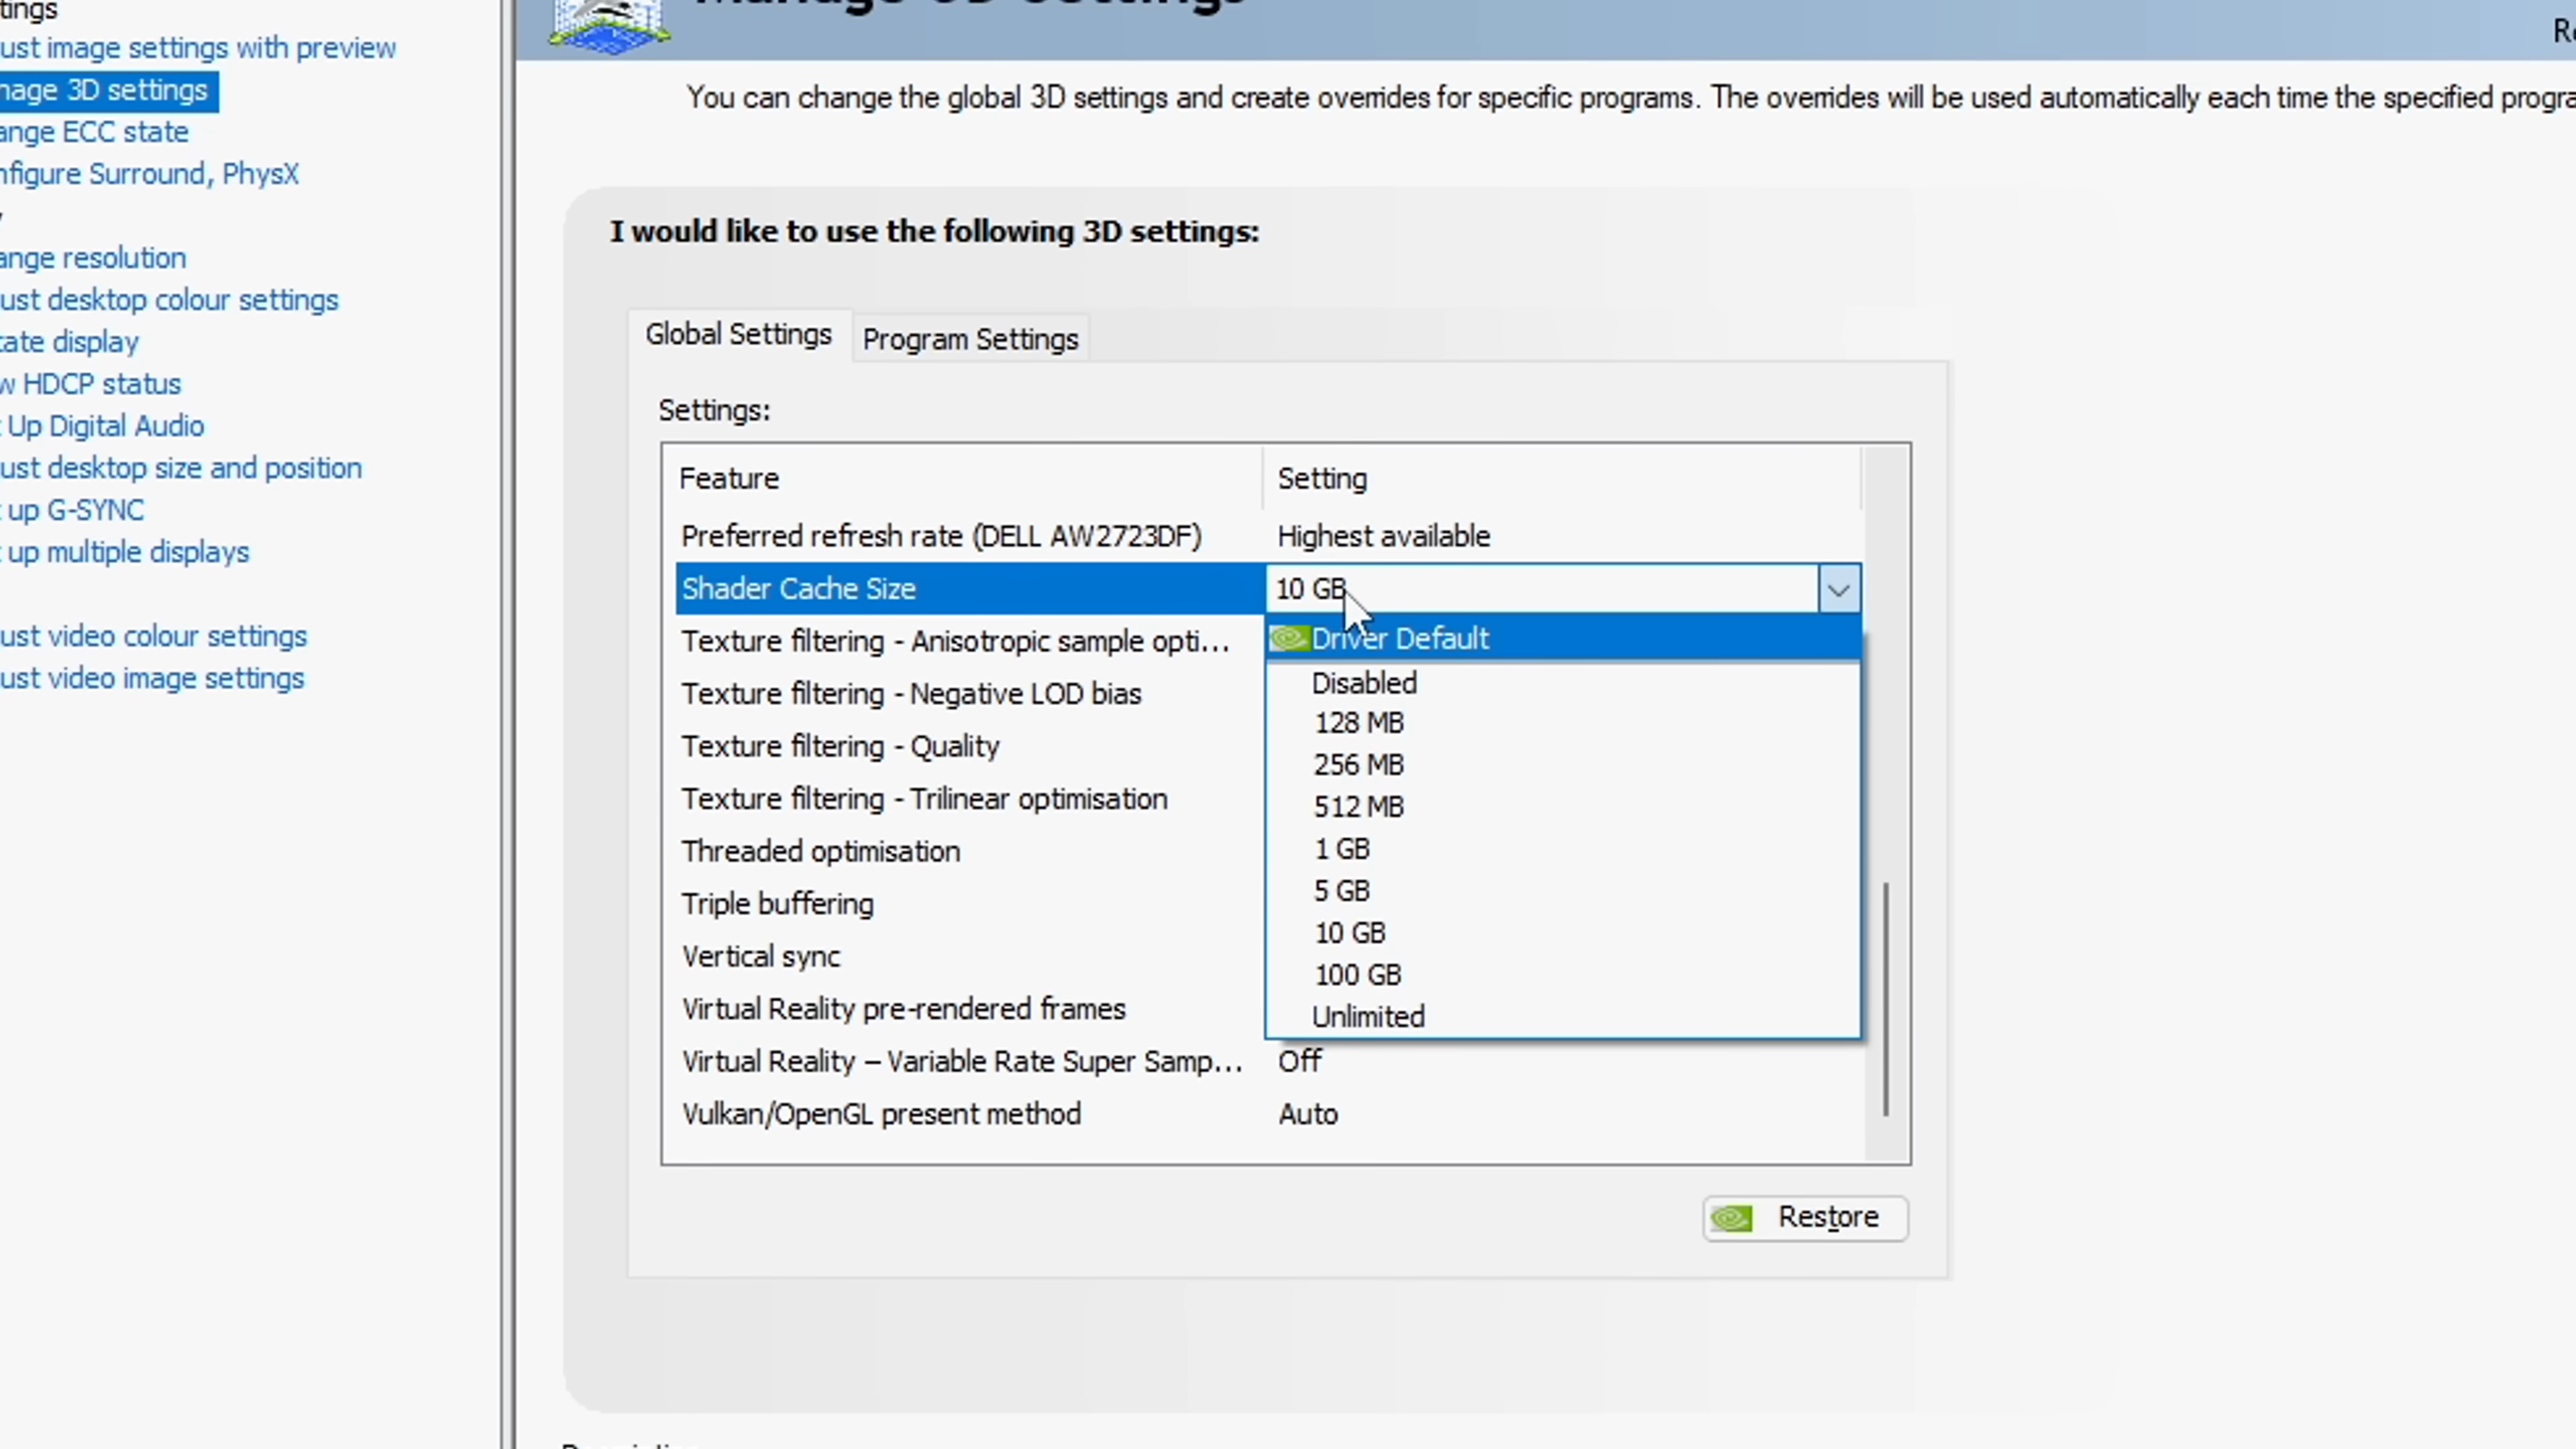 tings
ust image settings with preview
nage 3D settings
ange ECC state
nfigure Surround, PhysX
y
ange resolution
ust desktop colour settings
tate display
w HDCP status
t Up Digital Audio
ust desktop size and position
t up G-SYNC
t up multiple displays
ust video colour settings
ust video image settings
Manage 3D Settings
Re
You can change the global 3D settings and create overrides for specific programs. The overrides will be used automatically each time the specified progra
I would like to use the following 3D settings:
Global Settings Program Settings
Settings:
Feature Setting
Preferred refresh rate (DELL AW2723DF) Highest available
Shader Cache Size 10 GB
Driver Default
Texture filtering - Anisotropic sample opti...
Disabled
Texture filtering - Negative LOD bias
128 MB
Texture filtering - Quality
256 MB
Texture filtering - Trilinear optimisation
512 MB
Threaded optimisation
1 GB
Triple buffering
5 GB
10 GB
Vertical sync
100 GB
Virtual Reality pre-rendered frames
Unlimited
Virtual Reality – Variable Rate Super Samp... Off
Vulkan/OpenGL present method Auto
Restore